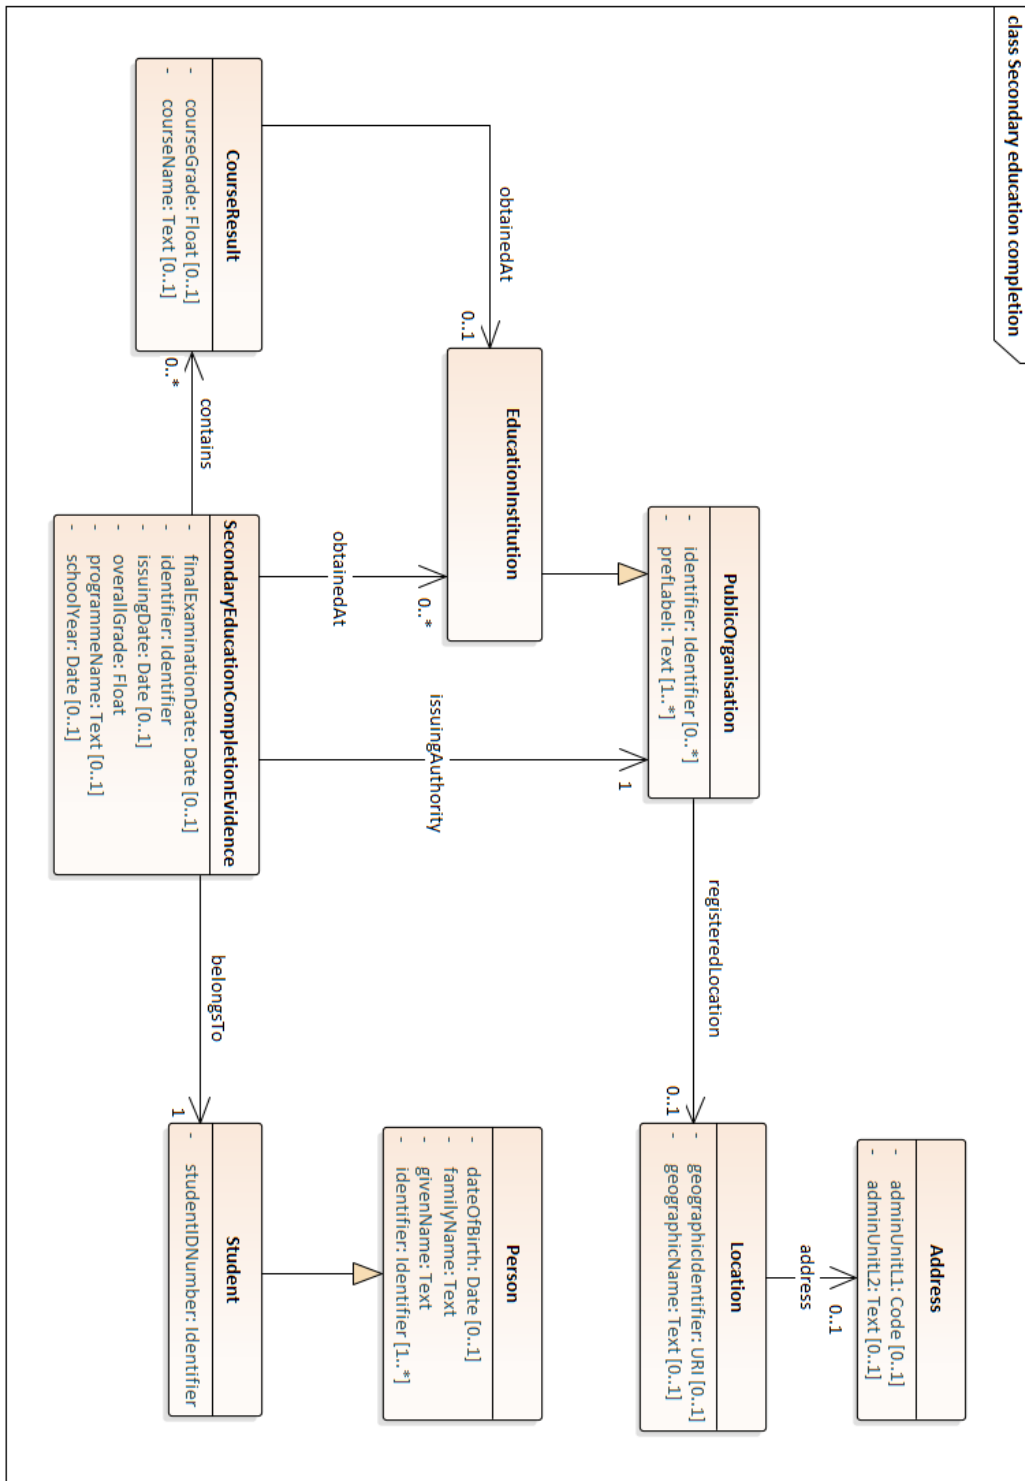 class Secondary education completion
CourseResult
- courseGrade: Float [0..1]
- courseName: Text [0..1]
obtainedAt
0..1
EducationInstitution
PublicOrganisation
- identifier: Identifier [0..*]
- prefLabel: Text [1..*]
contains
0..*
SecondaryEducationCompletionEvidence
- finalExaminationDate: Date [0..1]
- identifier: Identifier
- issuingDate: Date [0..1]
- overallGrade: Float
- programmeName: Text [0..1]
- schoolYear: Date [0..1]
obtainedAt
0..*
issuingAuthority
1
registeredLocation
0..1
belongsTo
1
Address
- adminUnitL1: Code [0..1]
- adminUnitL2: Text [0..1]
address
0..1
Location
- geographicIdentifier: URI [0..1]
- geographicName: Text [0..1]
Person
- dateOfBirth: Date [0..1]
- familyName: Text
- givenName: Text
- identifier: Identifier [1..*]
Student
- studentIDNumber: Identifier